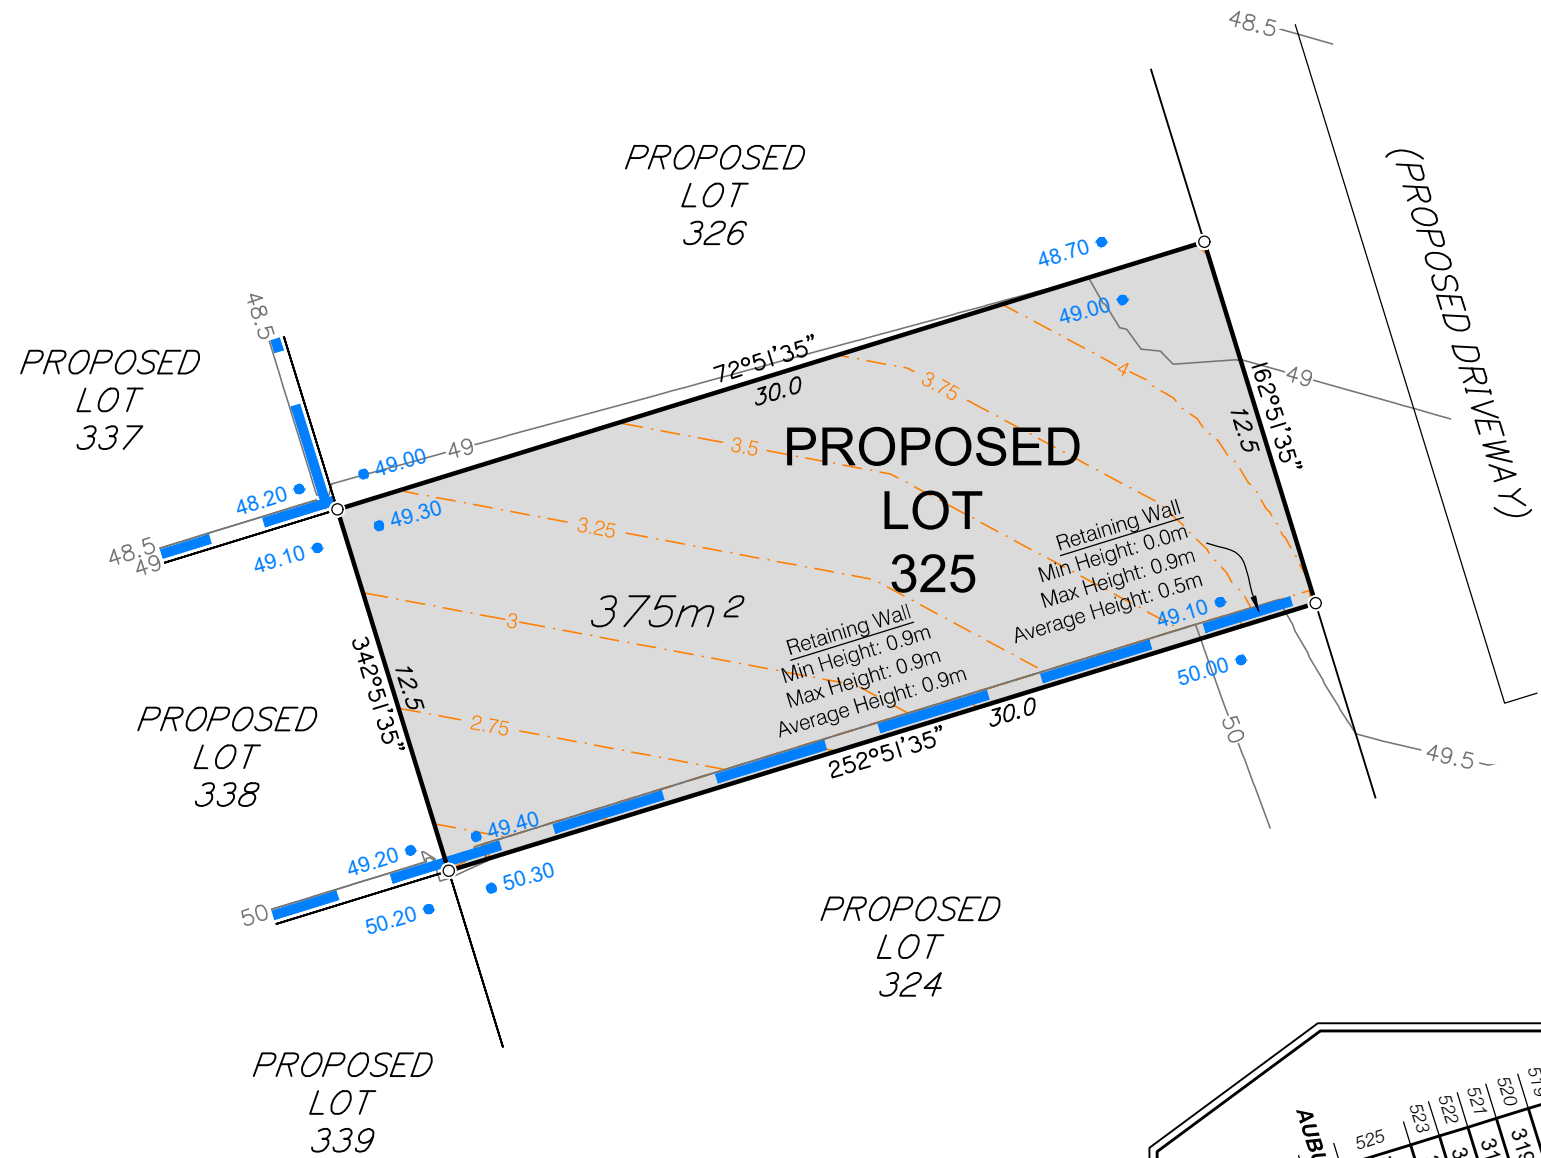 48.5
PROPOSED
LOT
326
(PROPOSED DRIVEWAY)
48.70
49.00
48.5
PROPOSED
LOT
337
72°51'35"
30.0
49
49.00
49.30
48.20
49.10
48.5
49
4
3.75
3.5
3.25
3
2.75
49
162°51'35"
12.5
PROPOSED
LOT
325
375m²
Retaining Wall
Min Height: 0.0m
Max Height: 0.9m
Average Height: 0.5m
Retaining Wall
Min Height: 0.9m
Max Height: 0.9m
Average Height: 0.9m
49.10
50.00
342°51'35"
12.5
252°51'35"
30.0
50
49.5
PROPOSED
LOT
338
49.40
49.20
50.30
50.20
50
PROPOSED
LOT
324
PROPOSED
LOT
339
525
523
522
521
520
519
319